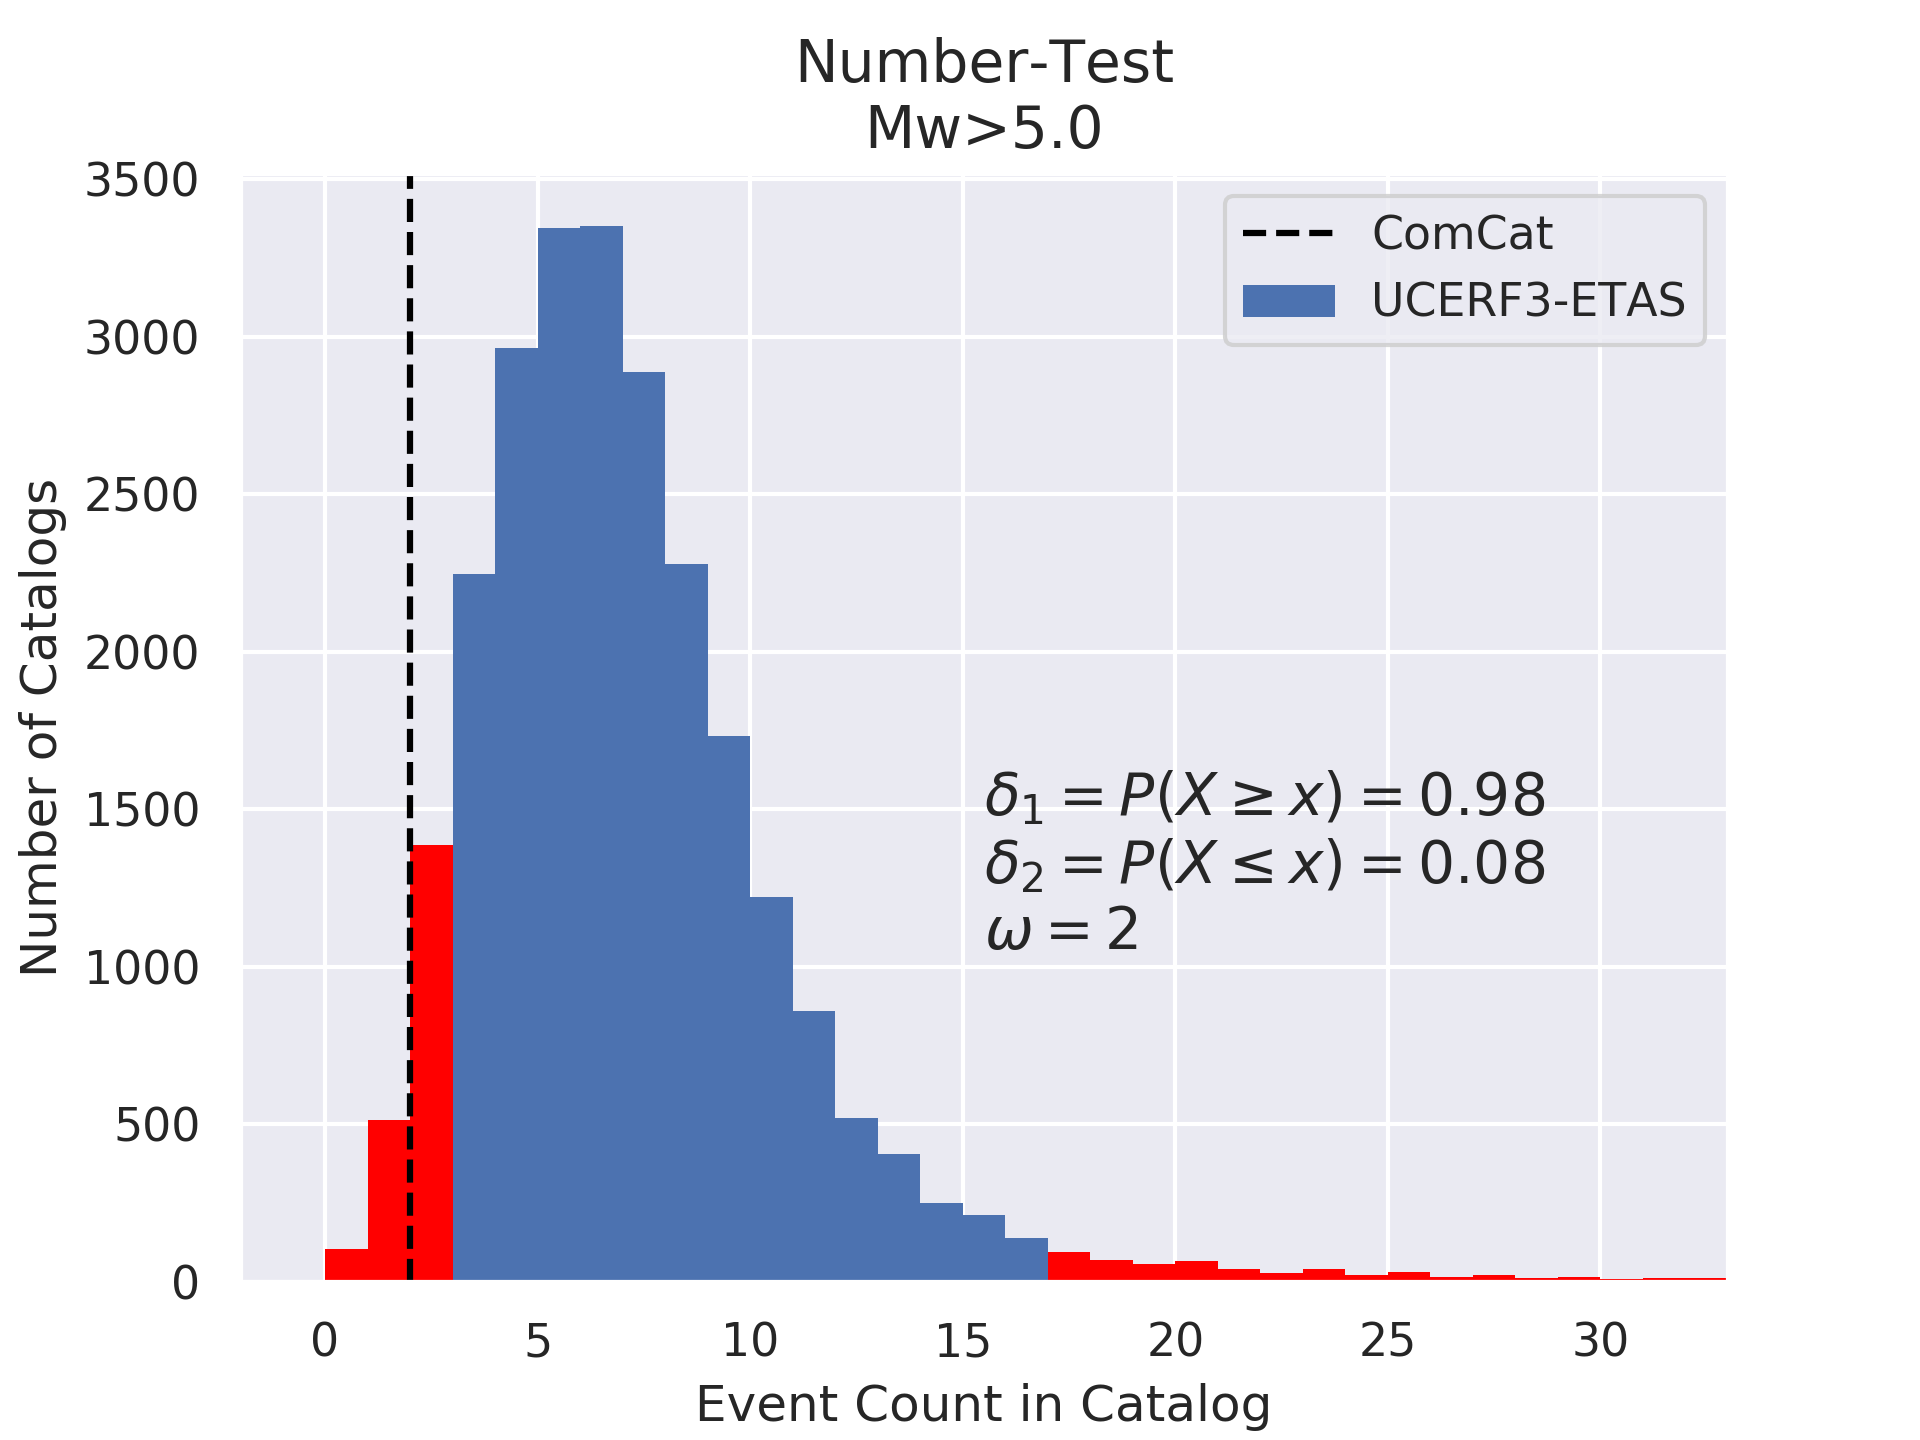 Number-Test
Mw>5.0
3500
3000
2500
2000
1500
1000
500
0
Number of Catalogs
ComCat
UCERF3-ETAS
δ₁ = P(X ≥ x) = 0.98
δ₂ = P(X ≤ x) = 0.08
ω = 2
0 5 10 15 20 25 30
Event Count in Catalog